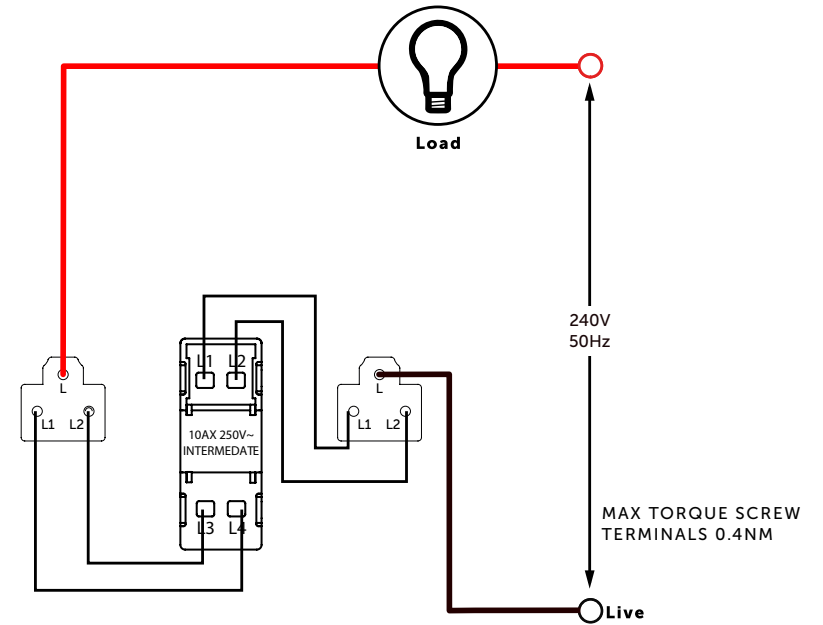 Load
240V
50Hz
L1 L2
L
L1 L2
10AX 250V~
INTERMEDATE
L3 L4
L
L1 L2
MAX TORQUE SCREW
TERMINALS 0.4NM
Live